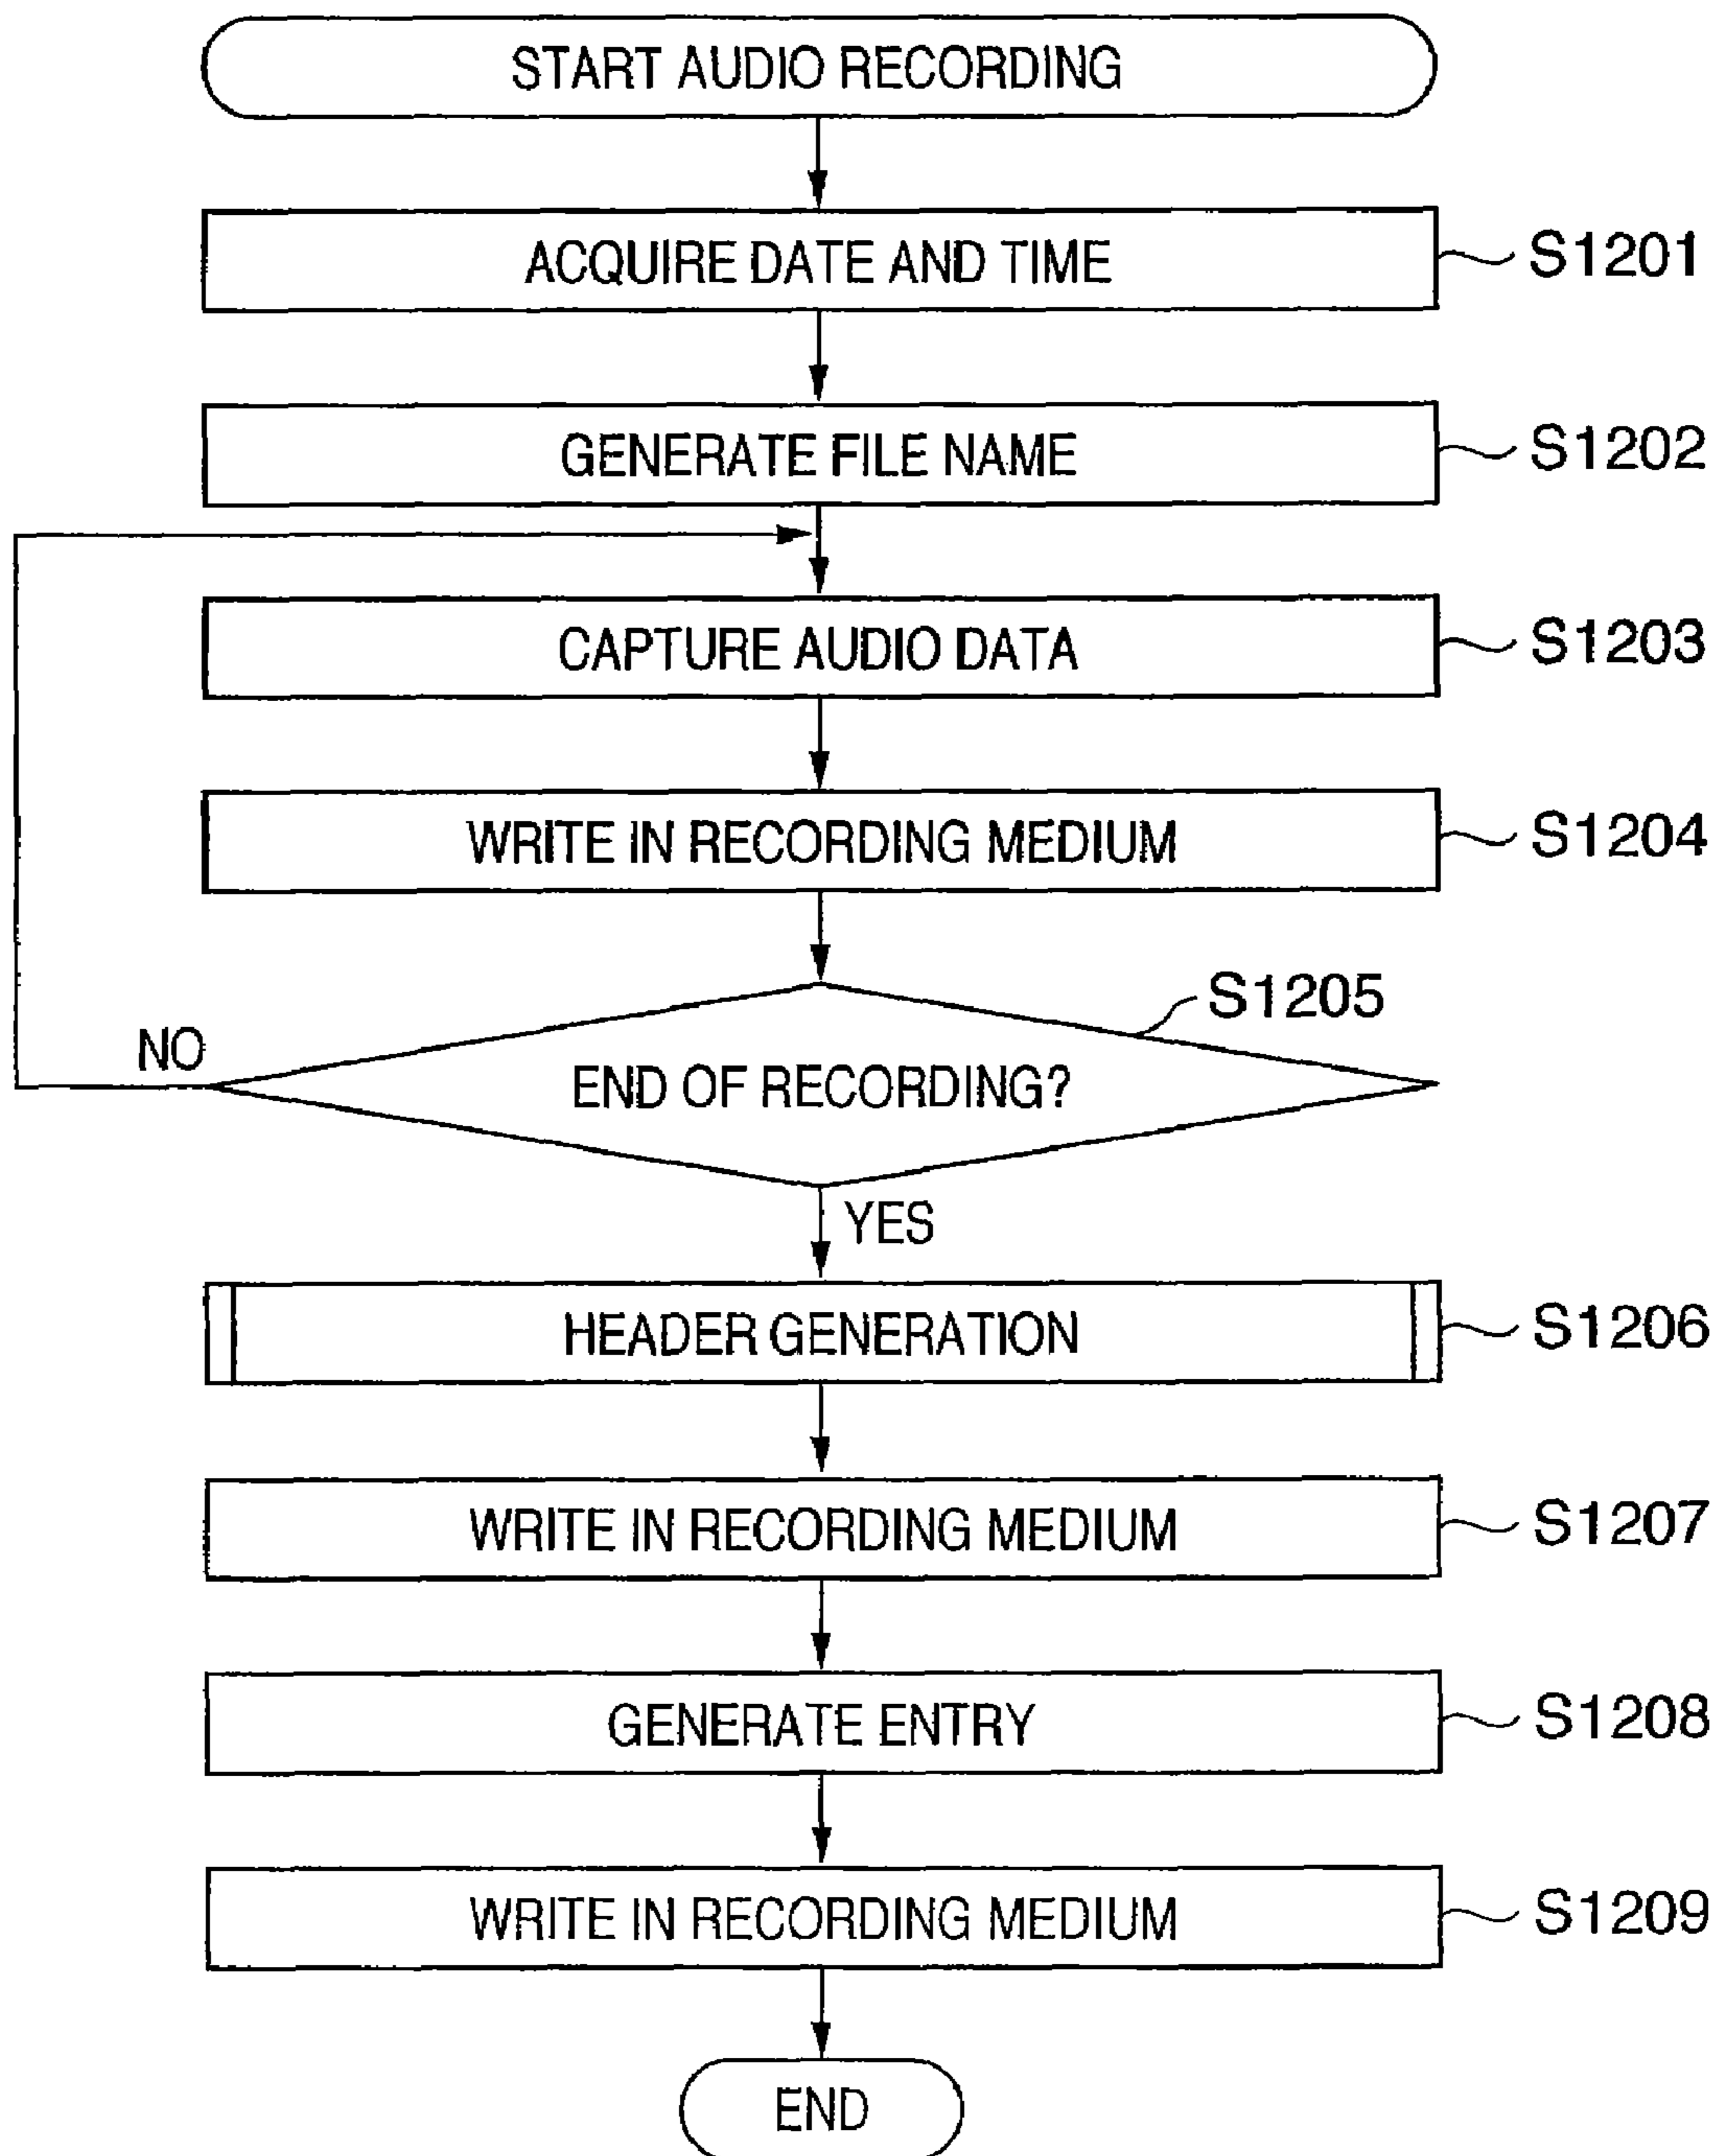 START AUDIO RECORDING
ACQUIRE DATE AND TIME
S1201
GENERATE FILE NAME
S1202
CAPTURE AUDIO DATA
S1203
WRITE IN RECORDING MEDIUM
S1204
S1205
NO
END OF RECORDING?
YES
HEADER GENERATION
S1206
WRITE IN RECORDING MEDIUM
S1207
GENERATE ENTRY
S1208
WRITE IN RECORDING MEDIUM
S1209
END